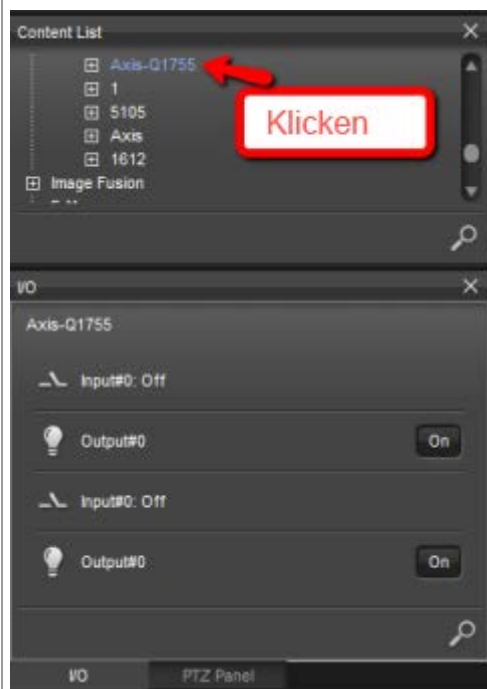 Content List
Axis-Q1755
1
5105
Axis
1612
Image Fusion
Klicken
I/O
Axis-Q1755
Input#0: Off
Output#0
On
Input#0: Off
Output#0
On
I/O
PTZ Panel